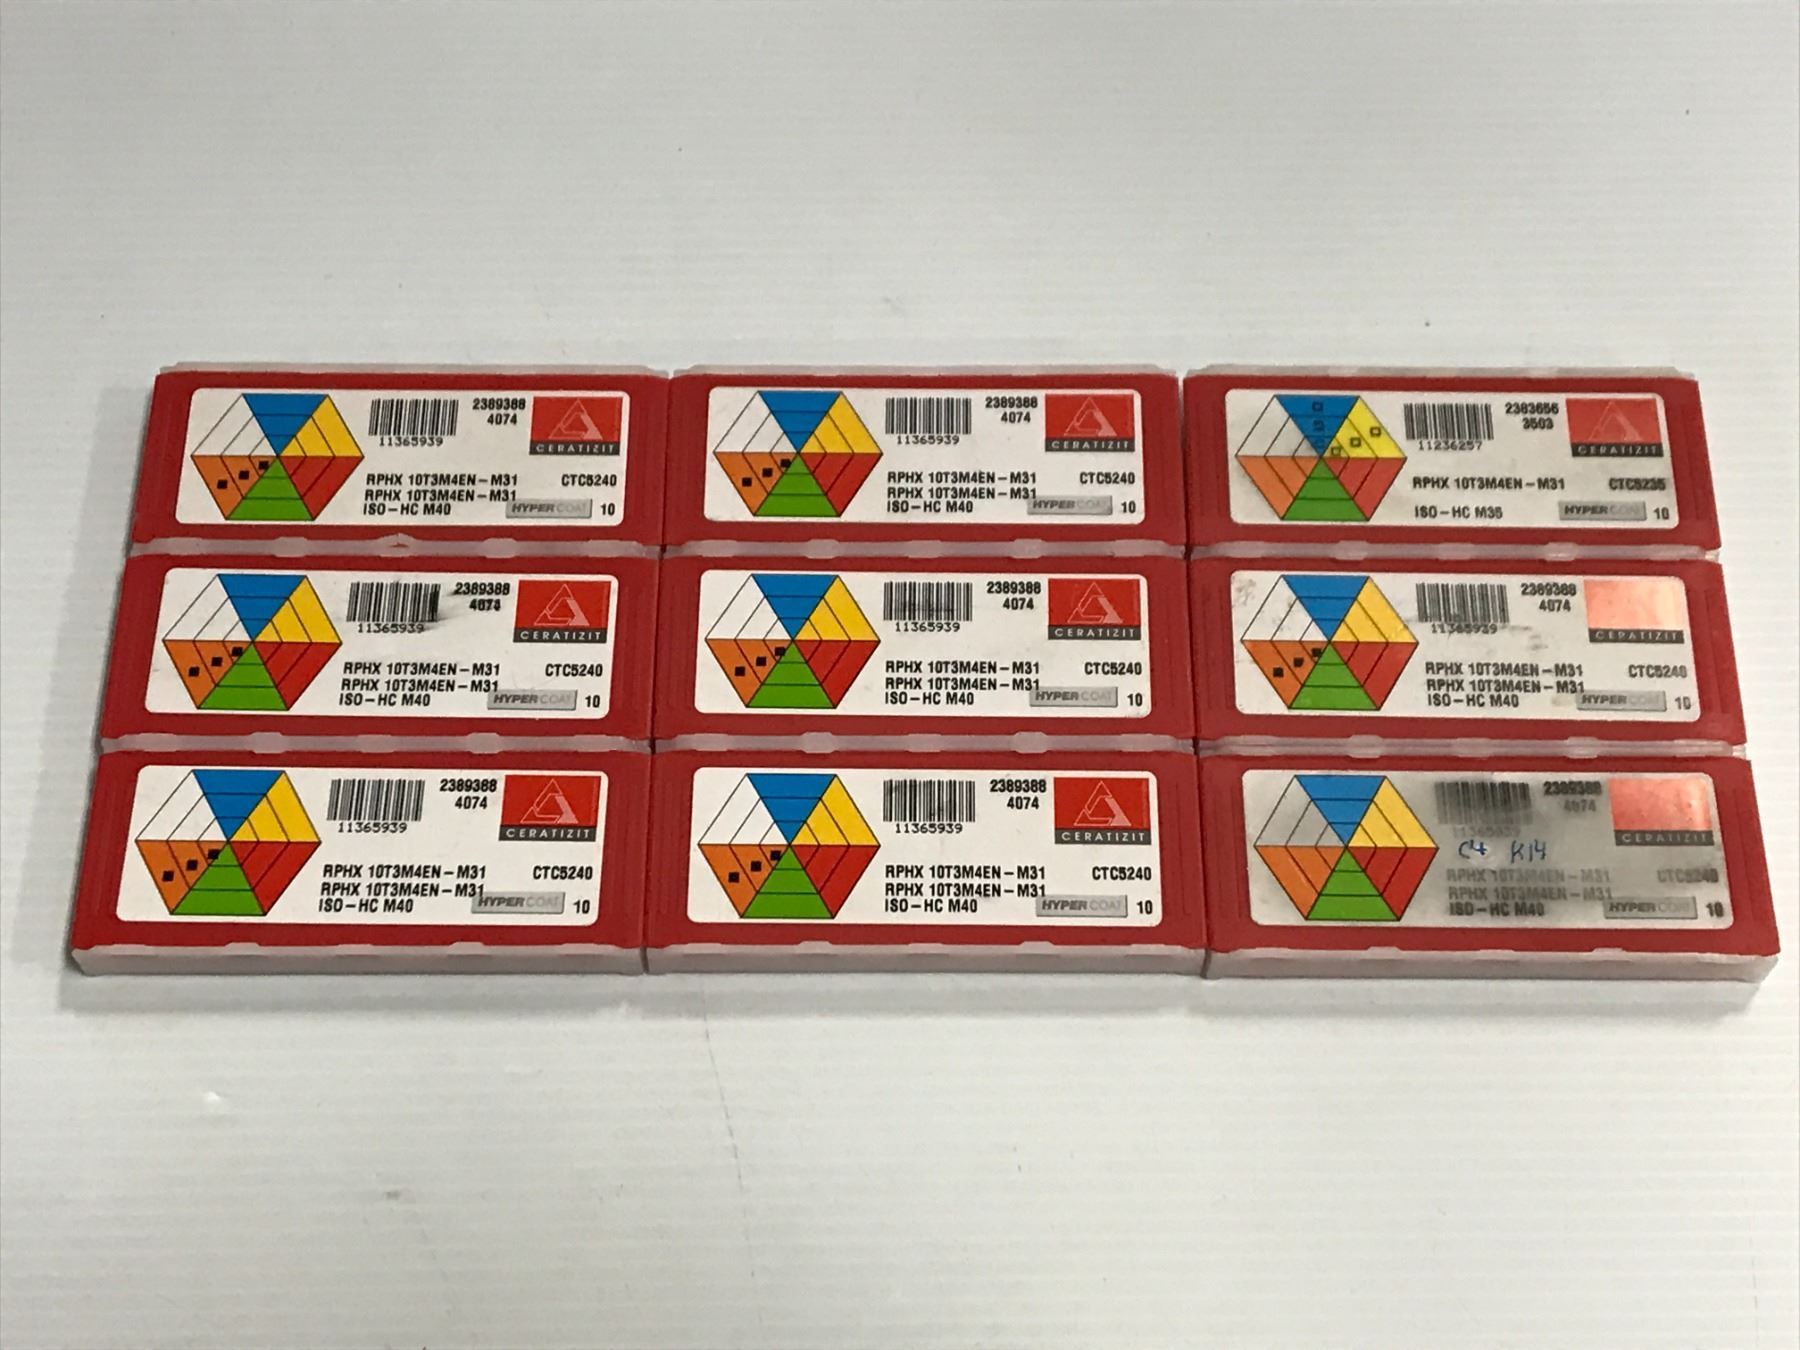 2389388
4074
11365939
CERATIZIT
RPHX 10T3M4EN-M31 CTC5240
RPHX 10T3M4EN-M31
ISO-HC M40 HYPERCOAT 10
2389388
4074
11365939
CERATIZIT
RPHX 10T3M4EN-M31 CTC5240
RPHX 10T3M4EN-M31
ISO-HC M40 HYPERCOAT 10
2383656
3503
11236257
CERATIZIT
RPHX 10T3M4EN-M31 CTC5235
ISO-HC M35 HYPERCOAT 10
2389388
4074
11365939
CERATIZIT
RPHX 10T3M4EN-M31 CTC5240
RPHX 10T3M4EN-M31
ISO-HC M40 HYPERCOAT 10
2389388
4074
11365939
CERATIZIT
RPHX 10T3M4EN-M31 CTC5240
RPHX 10T3M4EN-M31
ISO-HC M40 HYPERCOAT 10
2389388
4074
11365939
CERATIZIT
RPHX 10T3M4EN-M31 CTC5240
RPHX 10T3M4EN-M31
ISO-HC M40 HYPERCOAT 10
2389388
4074
11365939
CERATIZIT
RPHX 10T3M4EN-M31 CTC5240
RPHX 10T3M4EN-M31
ISO-HC M40 HYPERCOAT 10
2389388
4074
11365939
CERATIZIT
RPHX 10T3M4EN-M31 CTC5240
RPHX 10T3M4EN-M31
ISO-HC M40 HYPERCOAT 10
2389388
4074
11365939
CERATIZIT
C4 K14
RPHX 10T3M4EN-M31 CTC5240
RPHX 10T3M4EN-M31
ISO-HC M40 HYPERCOAT 10